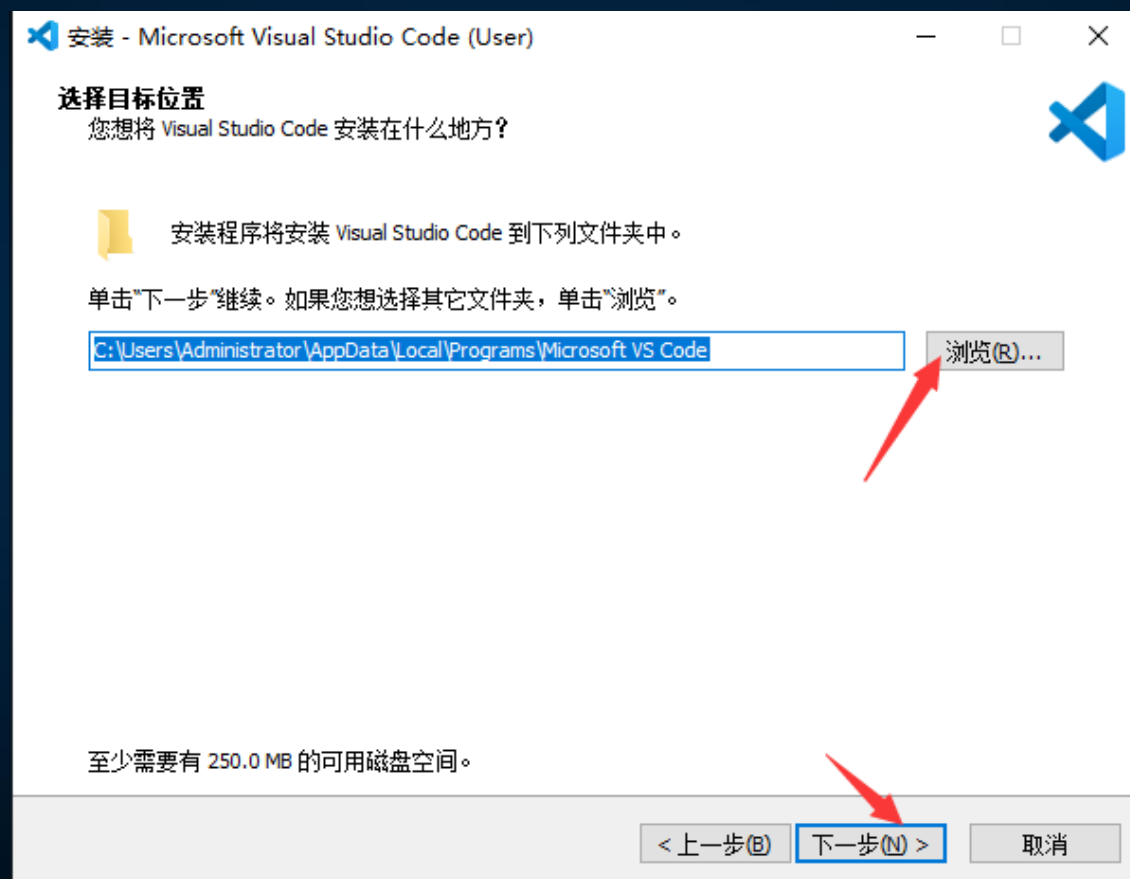 安装 - Microsoft Visual Studio Code (User)
选择目标位置
您想将 Visual Studio Code 安装在什么地方?
安装程序将安装 Visual Studio Code 到下列文件夹中。
单击"下一步"继续。如果您想选择其它文件夹，单击"浏览"。
C:\Users\Administrator\AppData\Local\Programs\Microsoft VS Code
浏览(R)...
至少需要有 250.0 MB 的可用磁盘空间。
< 上一步(B) 下一步(N) > 取消